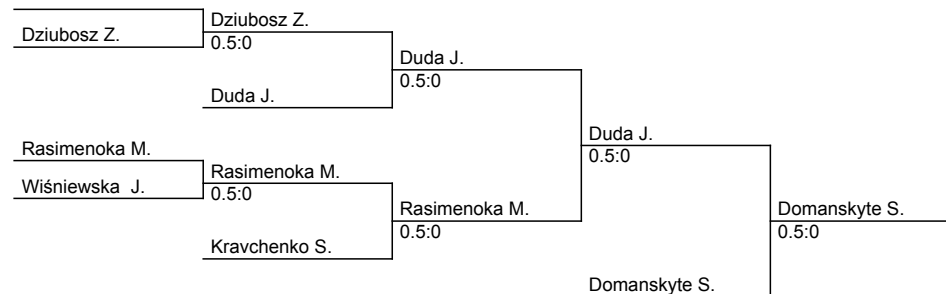 Dziubosz Z.
Dziubosz Z.
0.5:0
Duda J.
Duda J.
0.5:0
Rasimenoka M.
Wiśniewska  J.
Rasimenoka M.
0.5:0
Kravchenko S.
Rasimenoka M.
0.5:0
Duda J.
0.5:0
Domanskyte S.
Domanskyte S.
0.5:0